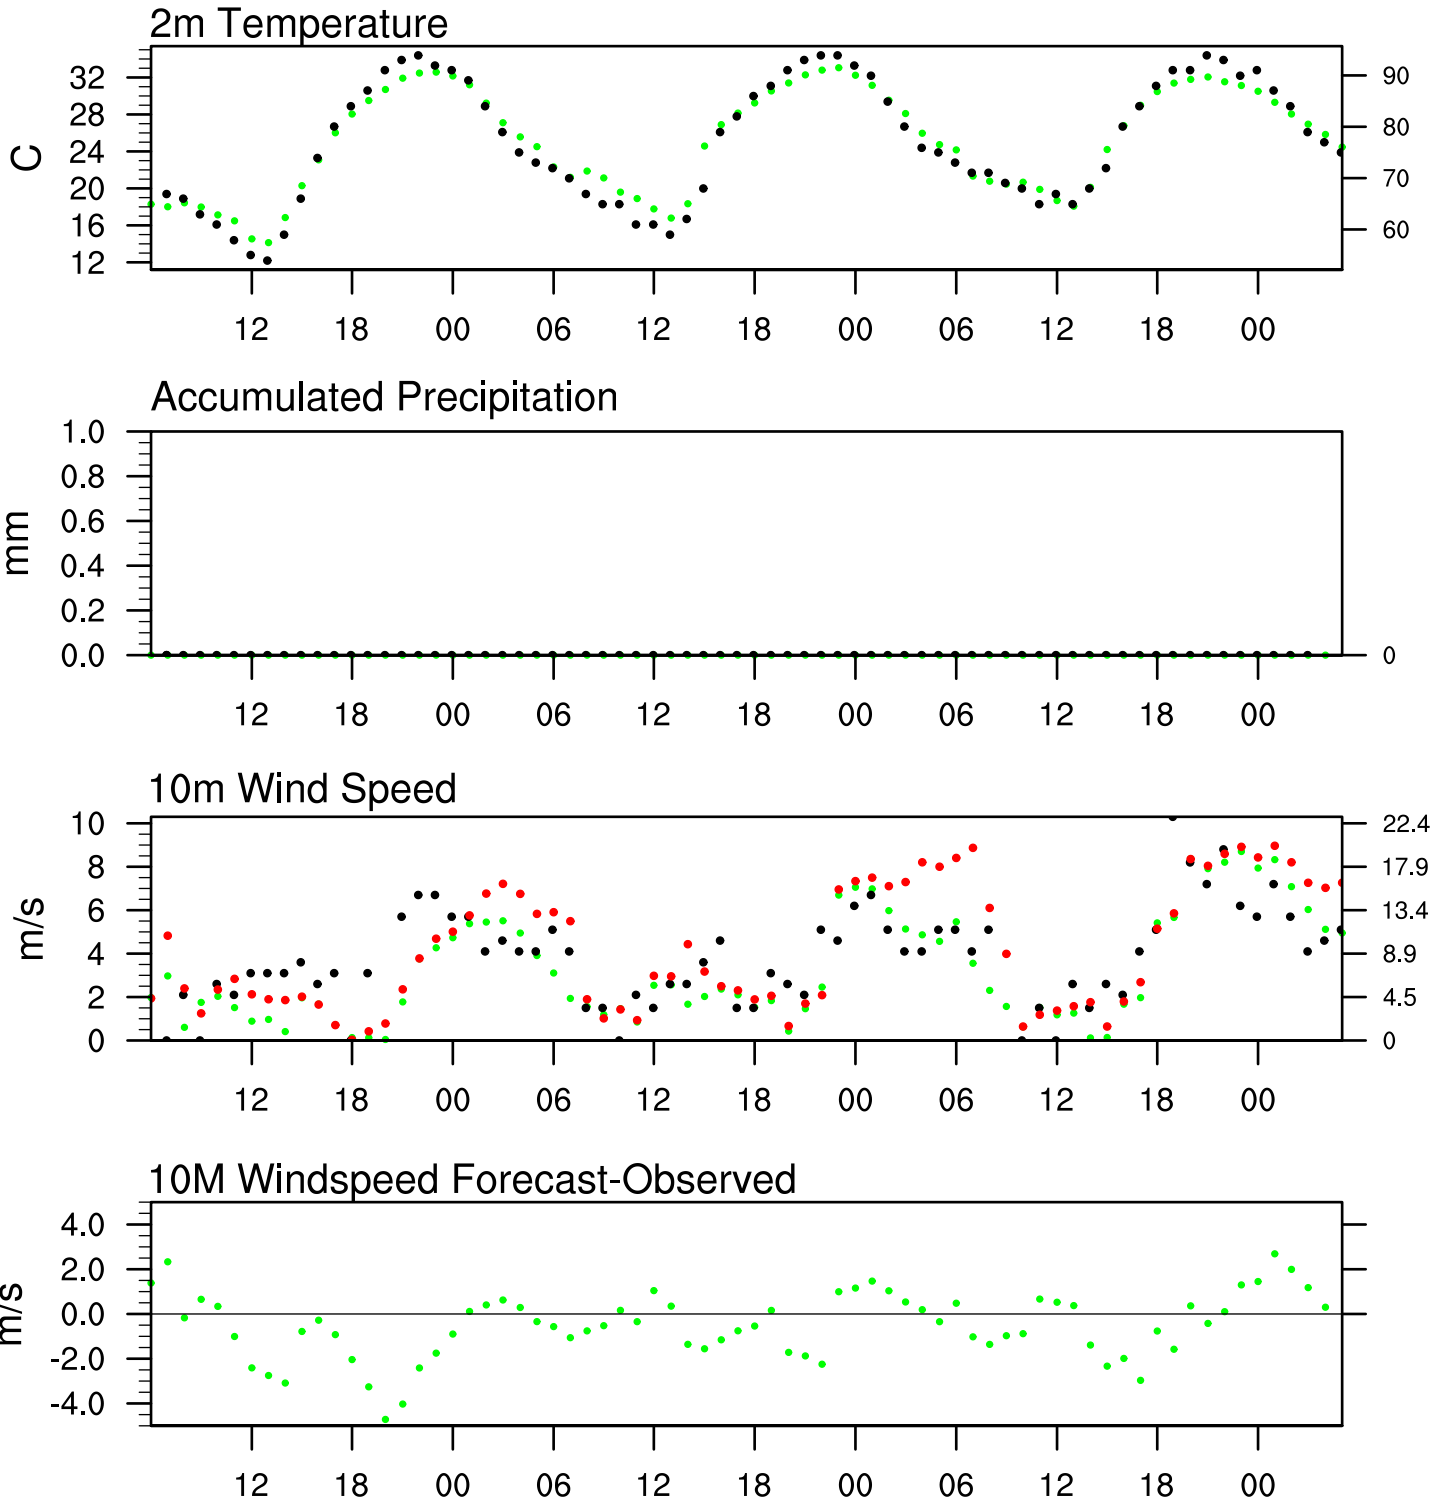 2m Temperature
C
32
28
24
20
16
12
90
80
70
60
12 18 00 06 12 18 00 06 12 18 00
Accumulated Precipitation
mm
1.0
0.8
0.6
0.4
0.2
0.0
0
12 18 00 06 12 18 00 06 12 18 00
10m Wind Speed
m/s
10
8
6
4
2
0
22.4
17.9
13.4
8.9
4.5
0
12 18 00 06 12 18 00 06 12 18 00
10M Windspeed Forecast-Observed
m/s
4.0
2.0
0.0
-2.0
-4.0
12 18 00 06 12 18 00 06 12 18 00